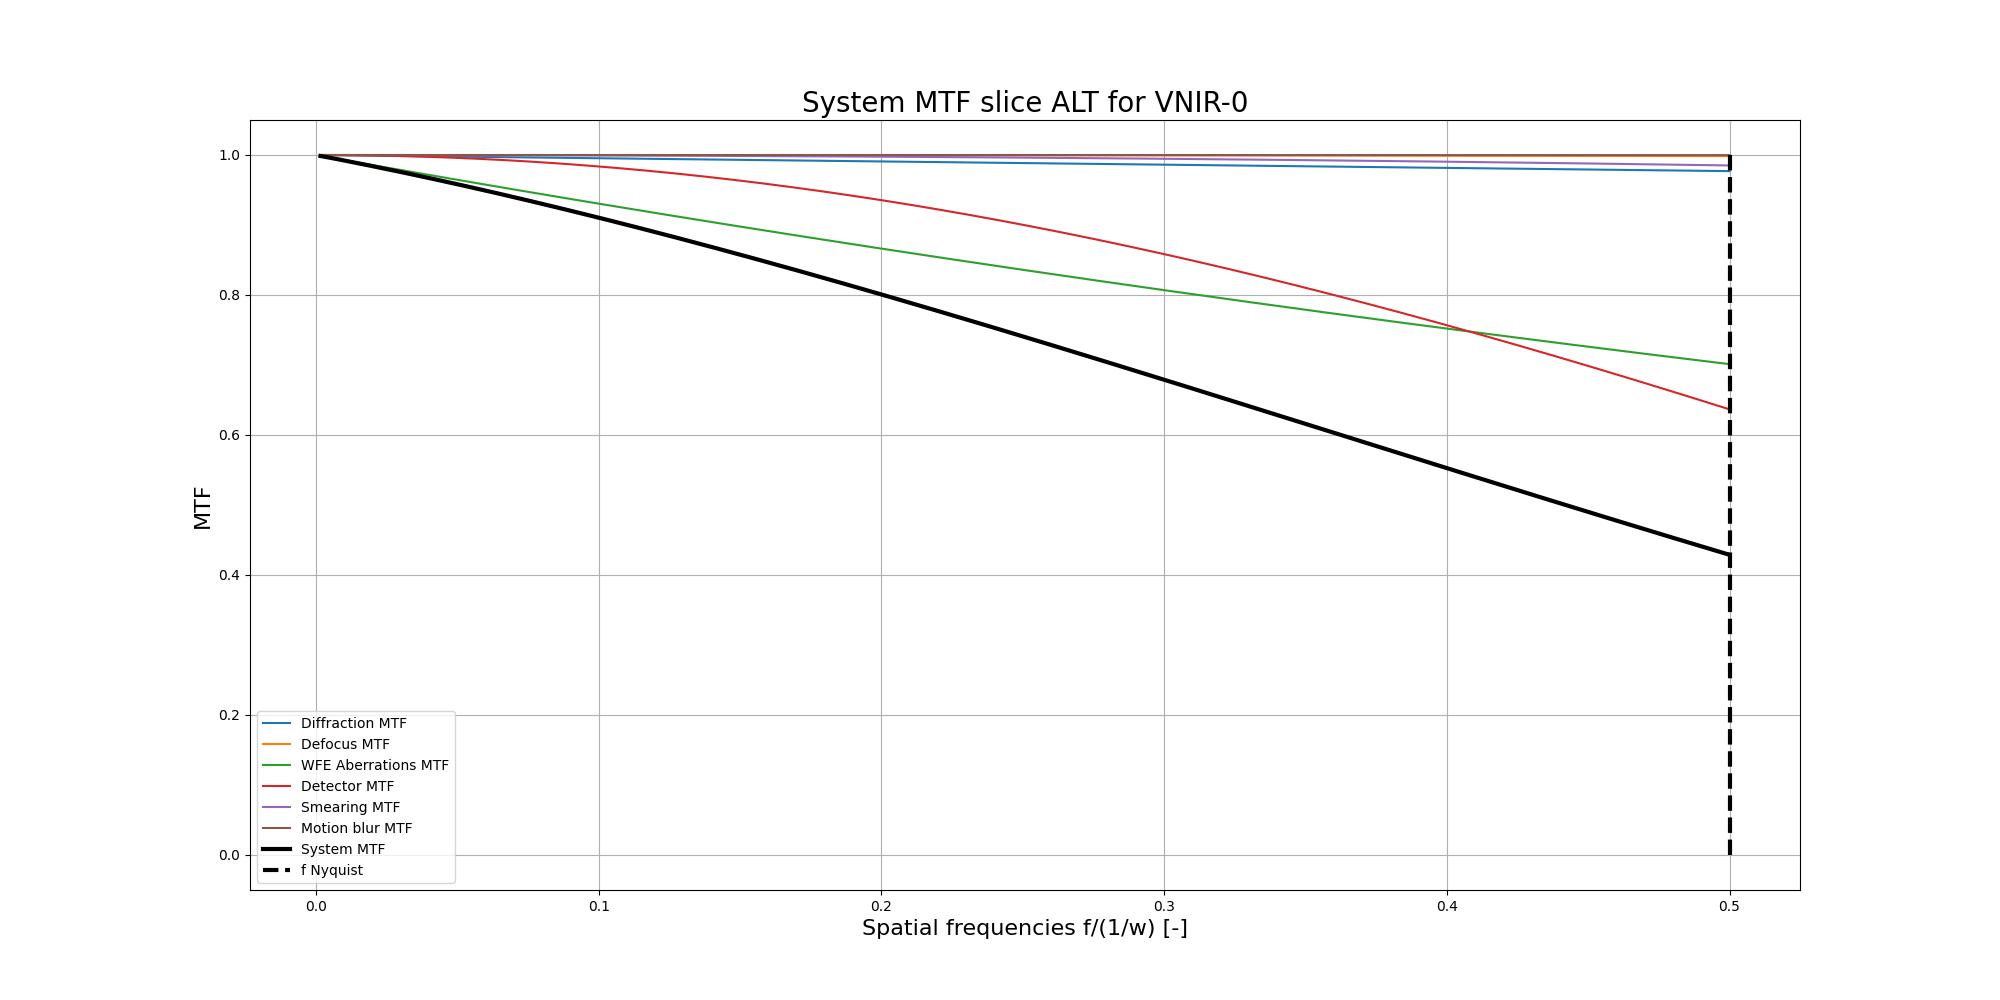 System MTF slice ALT for VNIR-0
1.0
0.8
0.6
0.4
0.2
0.0
MTF
Diffraction MTF
Defocus MTF
WFE Aberrations MTF
Detector MTF
Smearing MTF
Motion blur MTF
System MTF
f Nyquist
0.0 0.1 0.2 0.3 0.4 0.5
Spatial frequencies f/(1/w) [-]